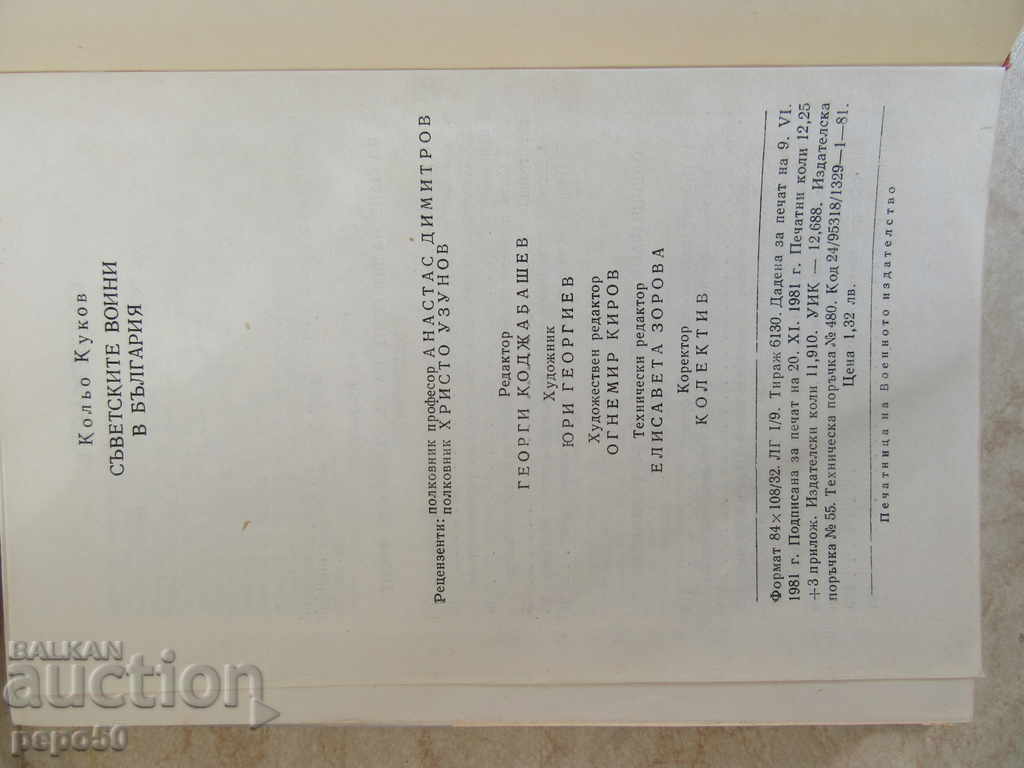 Кольо Куков
СЪВЕТСКИТЕ ВОИНИ
В БЪЛГАРИЯ
Рецензенти: полковник професор АНАСТАС ДИМИТРОВ
полковник ХРИСТО УЗУНОВ
Редактор
ГЕОРГИ КОДЖАБАШЕВ
Художник
ЮРИ ГЕОРГИЕВ
Художествен редактор
ОГНЕМИР КИРОВ
Технически редактор
ЕЛИСАВЕТА ЗОРОВА
Коректор
КОЛЕКТИВ
Формат 84×108/32. ЛГ I/9. Тираж 6130. Дадена за печат на 9. VI.
1981 г. Подписана за печат на 20. XI. 1981 г. Печатни коли 12,25
+3 прилож. Издателски коли 11,910. УИК — 12,688. Издателска
поръчка № 55. Техническа поръчка № 480. Код 24/95318/1329—1—81.
Цена 1,32 лв.
Печатница на Военното издателство
BALKAN
auction
pepo50